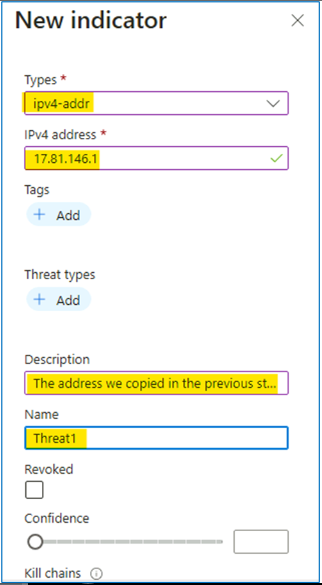 New indicator
Types *
ipv4-addr
IPv4 address *
17.81.146.1
Tags
+ Add
Threat types
+ Add
Description
The address we copied in the previous st...
Name
Threat1
Revoked
Confidence
Kill chains